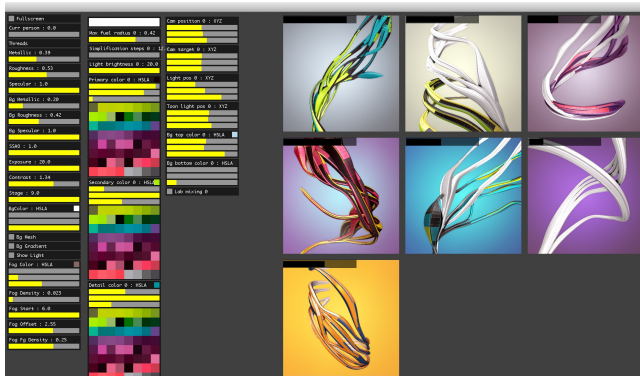 Fullscreen
Curr person : 0.0
Threads
Metallic : 0.39
Roughness : 0.53
Specular : 1.0
Bg Metallic : 0.20
Bg Roughness : 0.42
Bg Specular : 1.0
SSAO : 1.0
Exposure : 20.0
Contrast : 1.34
Stage : 9.0
BgColor : HSLA
Bg Mesh
Bg Gradient
Show Light
Fog Color : HSLA
Fog Density : 0.023
Fog Start : 6.0
Fog Offset : 2.55
Fog Fg Density : 0.25
Max fuel radius 0 : 0.42
Simplification steps 0 : 12.
Light brightness 0 : 20.0
Primary color 0 : HSLA
Secondary color 0 : HSLA
Detail color 0 : HSLA
Cam position 0 : XYZ
Cam target 0 : XYZ
Light pos 0 : XYZ
Toon light pos 0 : XYZ
Bg top color 0 : HSLA
Bg bottom color 0 : HSLA
Lab mixing 0